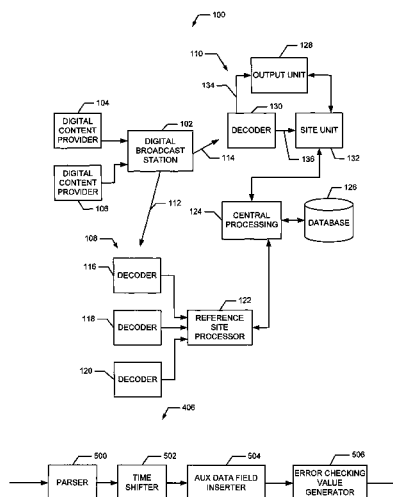 100
128
110
OUTPUT UNIT
134
104
DIGITAL
CONTENT
PROVIDER
102
DIGITAL
BROADCAST
STATION
130
DECODER
SITE UNIT
114
136
132
DIGITAL
CONTENT
PROVIDER
106
112
124
CENTRAL
PROCESSING
126
DATABASE
108
116
DECODER
122
118
DECODER
REFERENCE
SITE
PROCESSOR
120
DECODER
406
500
PARSER
502
TIME
SHIFTER
504
AUX DATA FIELD
INSERTER
506
ERROR CHECKING
VALUE
GENERATOR